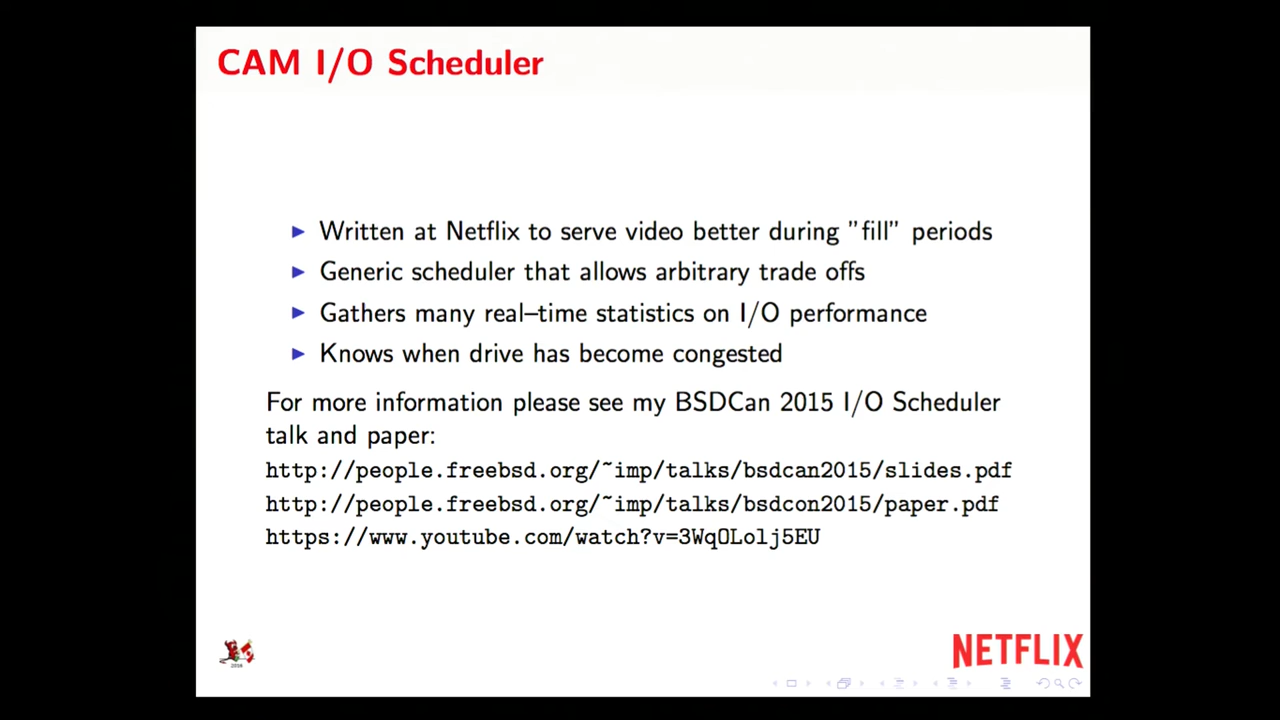 CAM I/O Scheduler
Written at Netflix to serve video better during "fill" periods
Generic scheduler that allows arbitrary trade offs
Gathers many real–time statistics on I/O performance
Knows when drive has become congested
For more information please see my BSDCan 2015 I/O Scheduler
talk and paper:
http://people.freebsd.org/~imp/talks/bsdcan2015/slides.pdf
http://people.freebsd.org/~imp/talks/bsdcon2015/paper.pdf
https://www.youtube.com/watch?v=3WqOLolj5EU
2016
NETFLIX